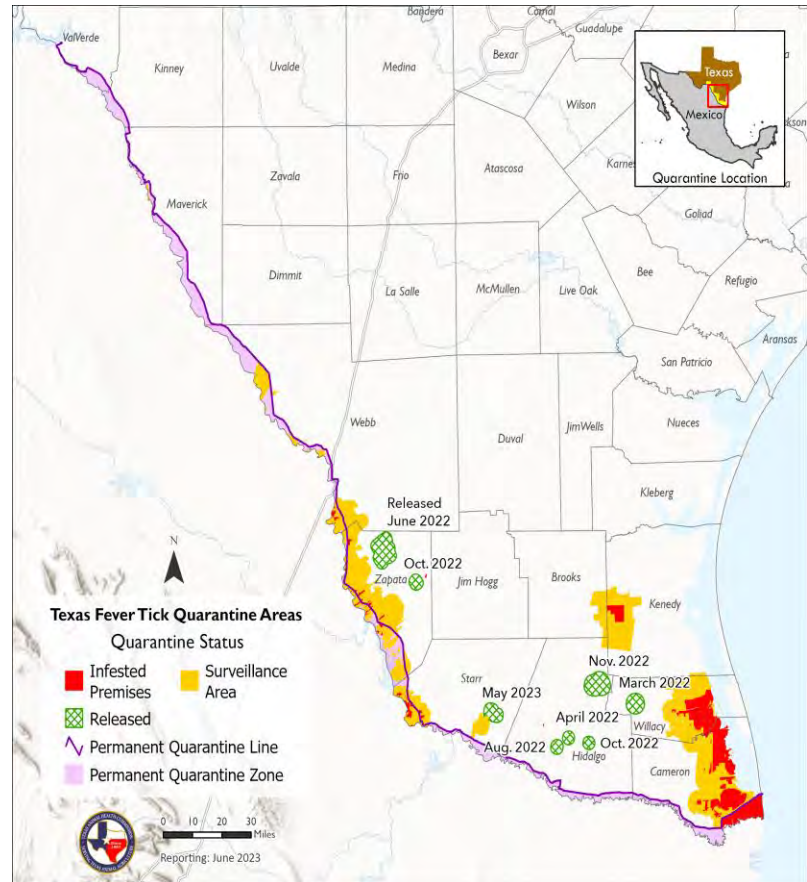 Bandera
Comal
Guadalupe
ValVerde
Kinney
Uvalde
Medina
Bexar
Wilson
Texas
Mexico
Quarantine Location
Maverick
Zavala
Frio
Atascosa
Karnes
Goliad
Dimmit
La Salle
McMullen
Live Oak
Bee
Refugio
Aransas
San Patricio
Webb
Duval
JimWells
Nueces
Kleberg
Released
June 2022
Oct. 2022
Zapata
Jim Hogg
Brooks
Kenedy
N
Texas Fever Tick Quarantine Areas
Quarantine Status
Infested
Premises
Surveillance
Area
Released
Permanent Quarantine Line
Permanent Quarantine Zone
Starr
May 2023
Nov. 2022
March 2022
April 2022
Aug. 2022
Oct. 2022
Hidalgo
Willacy
Cameron
0 10 20 30
Miles
Reporting: June 2023